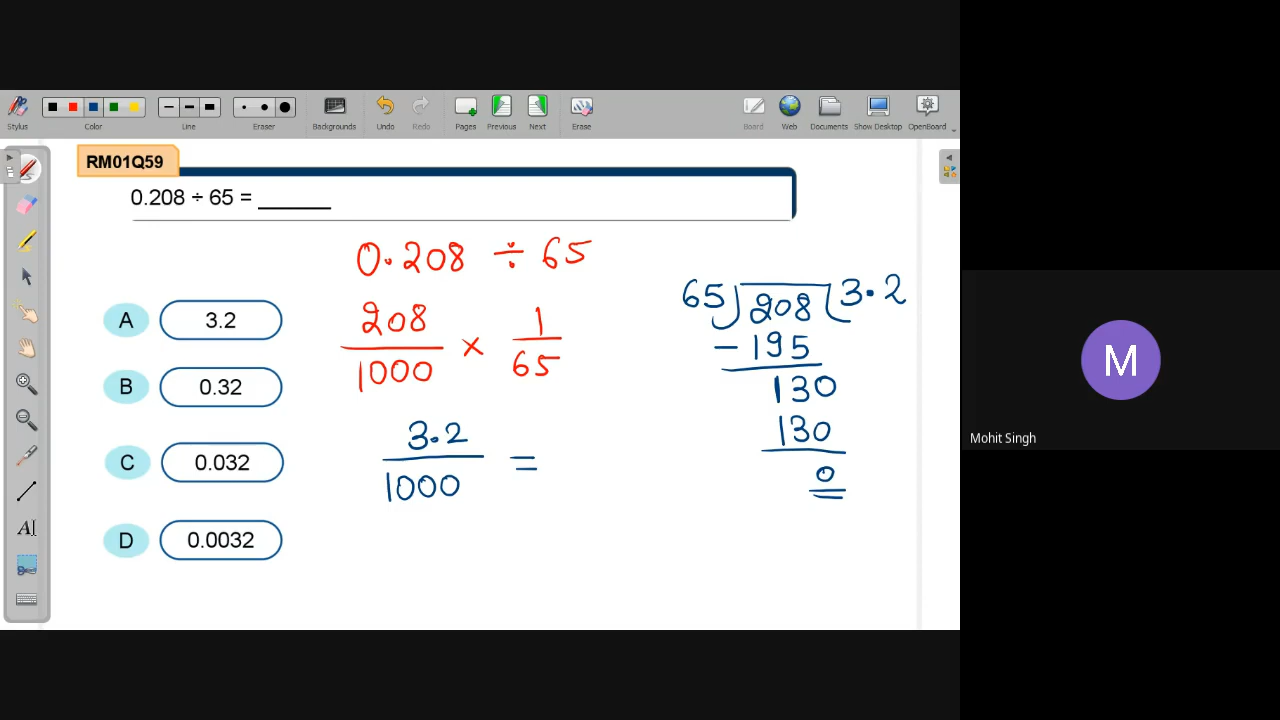 Stylus Color Line Eraser Backgrounds Undo Redo Pages Previous Next Erase Board Web Documents Show Desktop OpenBoard
RM01Q59
0.208 ÷ 65 = ______
0.208 ÷ 65
A 3.2
B 0.32
C 0.032
D 0.0032
208/1000 × 1/65
3.2/1000 =
65)208(3.2
- 195
130
130
0
M
Mohit Singh